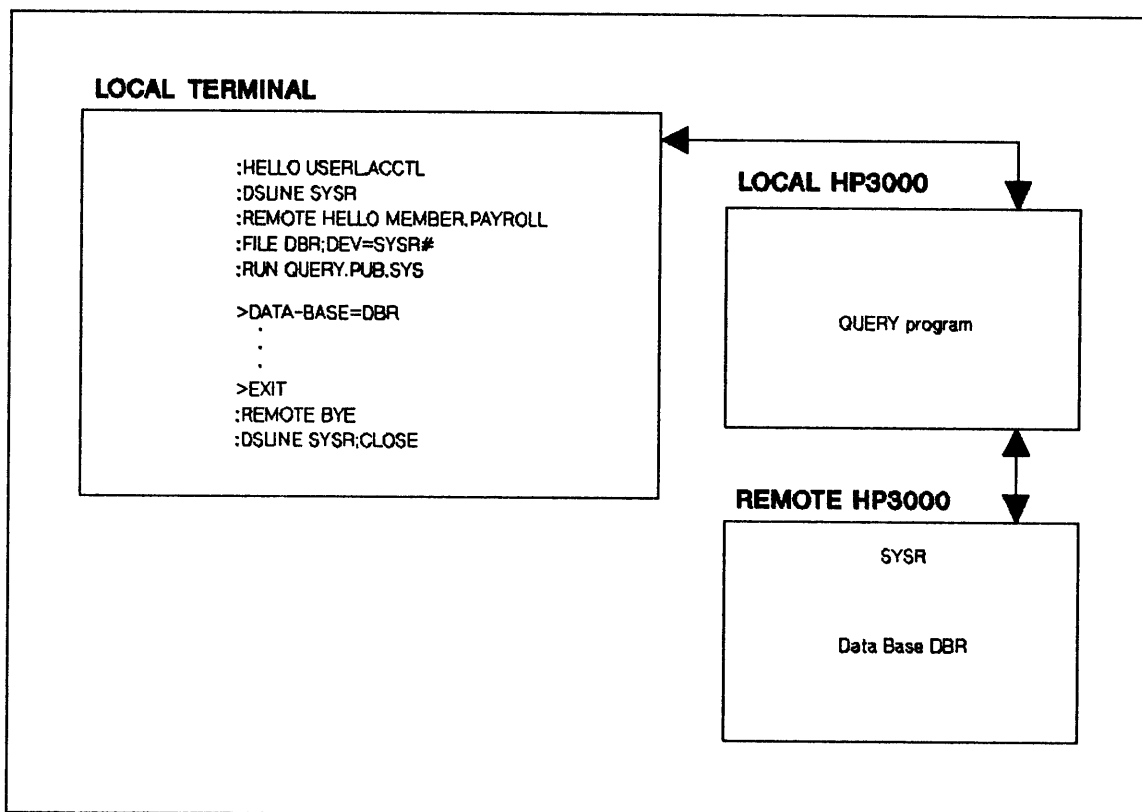 LOCAL TERMINAL
:HELLO USERL.ACCTL
:DSLINE SYSR
:REMOTE HELLO MEMBER.PAYROLL
:FILE DBR;DEV=SYSR#
:RUN QUERY.PUB.SYS
>DATA-BASE=DBR
.
.
.
>EXIT
:REMOTE BYE
:DSLINE SYSR;CLOSE
LOCAL HP3000
QUERY program
REMOTE HP3000
SYSR
Data Base DBR